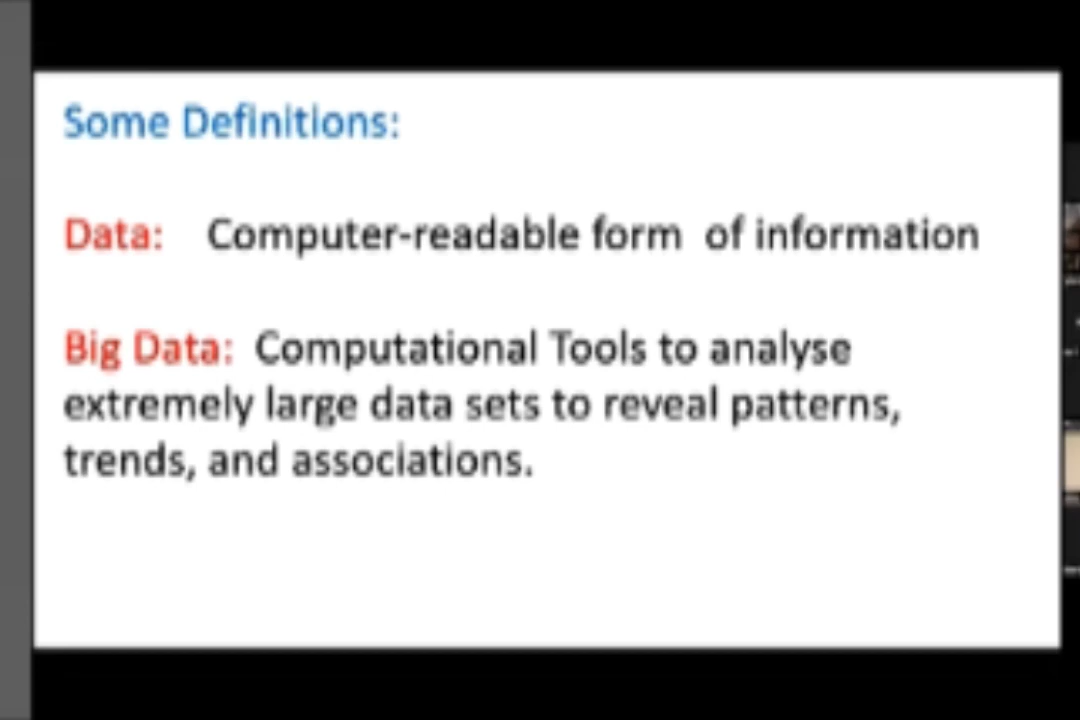 Some Definitions:
Data: Computer-readable form of information
Big Data: Computational Tools to analyse
extremely large data sets to reveal patterns,
trends, and associations.